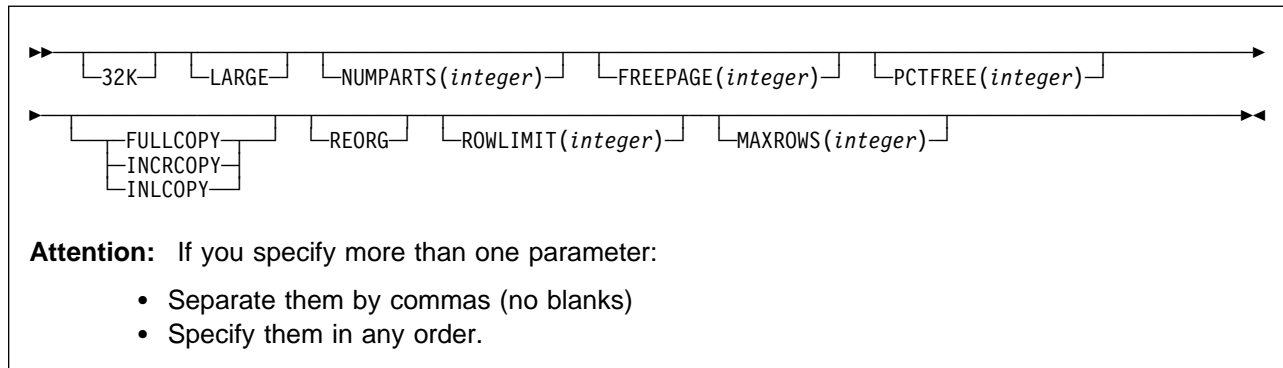 32K LARGE NUMPARTS(integer) FREEPAGE(integer) PCTFREE(integer)
FULLCOPY REORG ROWLIMIT(integer) MAXROWS(integer)
INCRCOPY
INLCOPY
Attention: If you specify more than one parameter:
• Separate them by commas (no blanks)
• Specify them in any order.